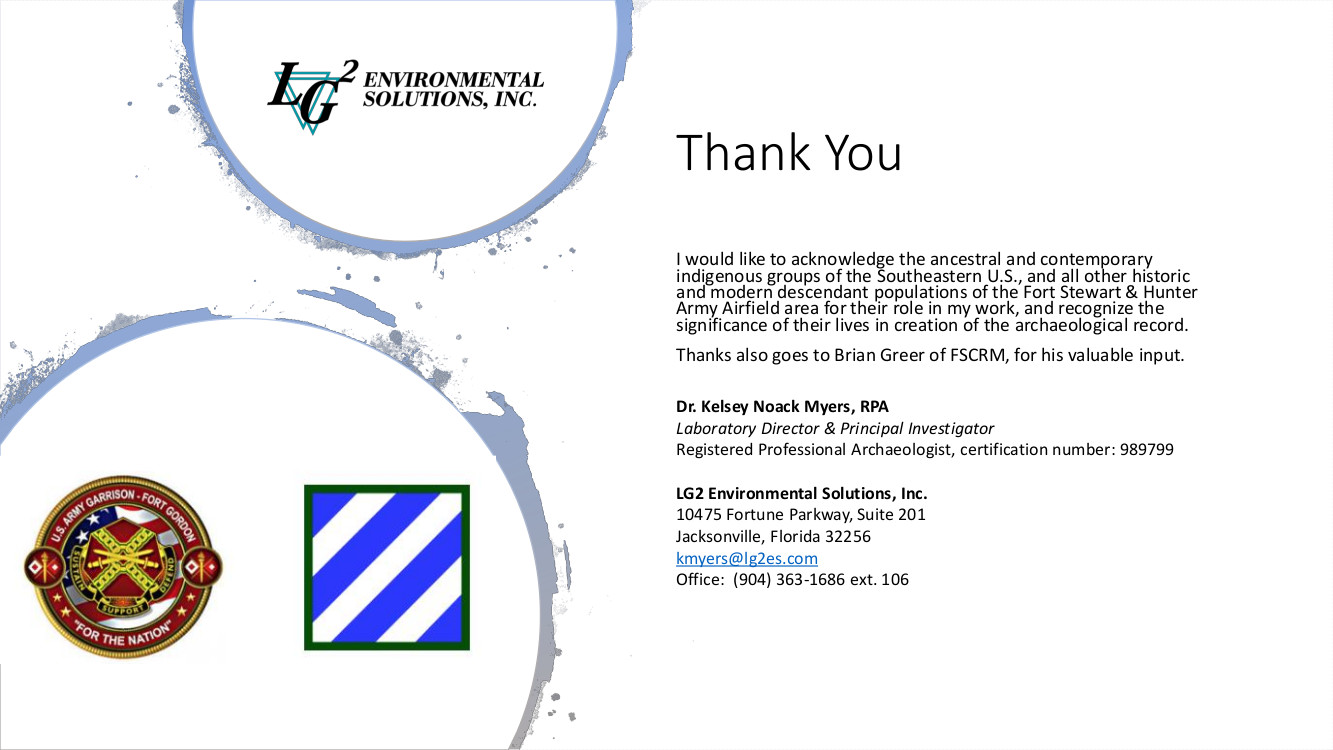 LG2 ENVIRONMENTAL
SOLUTIONS, INC.
Thank You
I would like to acknowledge the ancestral and contemporary
indigenous groups of the Southeastern U.S., and all other historic
and modern descendant populations of the Fort Stewart & Hunter
Army Airfield area for their role in my work, and recognize the
significance of their lives in creation of the archaeological record.
Thanks also goes to Brian Greer of FSCRM, for his valuable input.
Dr. Kelsey Noack Myers, RPA
Laboratory Director & Principal Investigator
Registered Professional Archaeologist, certification number: 989799
LG2 Environmental Solutions, Inc.
10475 Fortune Parkway, Suite 201
Jacksonville, Florida 32256
kmyers@lg2es.com
Office:  (904) 363-1686 ext. 106
U.S. ARMY GARRISON - FORT GORDON
SUSTAIN
SUPPORT
DEFEND
"FOR THE NATION"